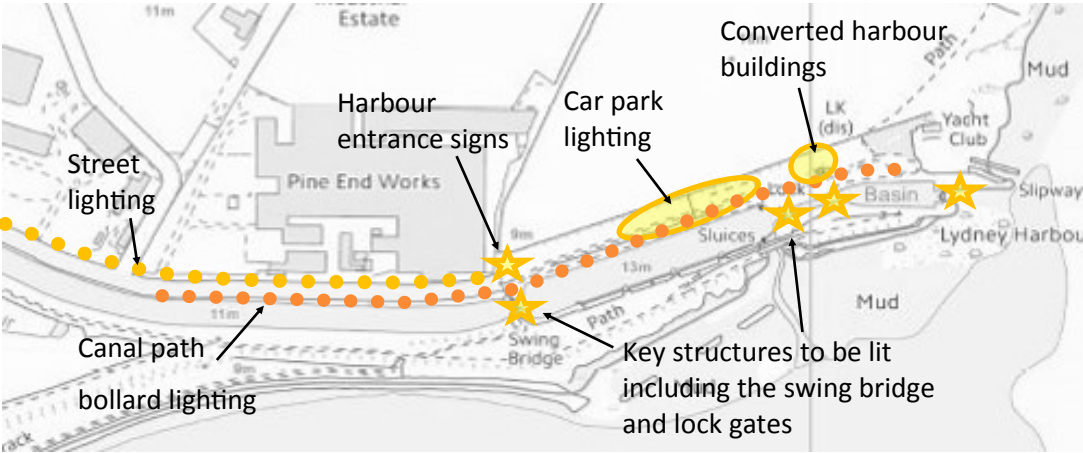 11m
Estate
Converted harbour
buildings
Path
Mud
Harbour
entrance signs
Car park
lighting
LK
(dis)
Yacht
Club
Street
lighting
Pine End Works
Lock
Basin
Slipway
9m
Sluices
Lydney Harbou
13m
Mud
11m
Path
Swing
Bridge
Canal path
bollard lighting
9m
Key structures to be lit
including the swing bridge
and lock gates
rack